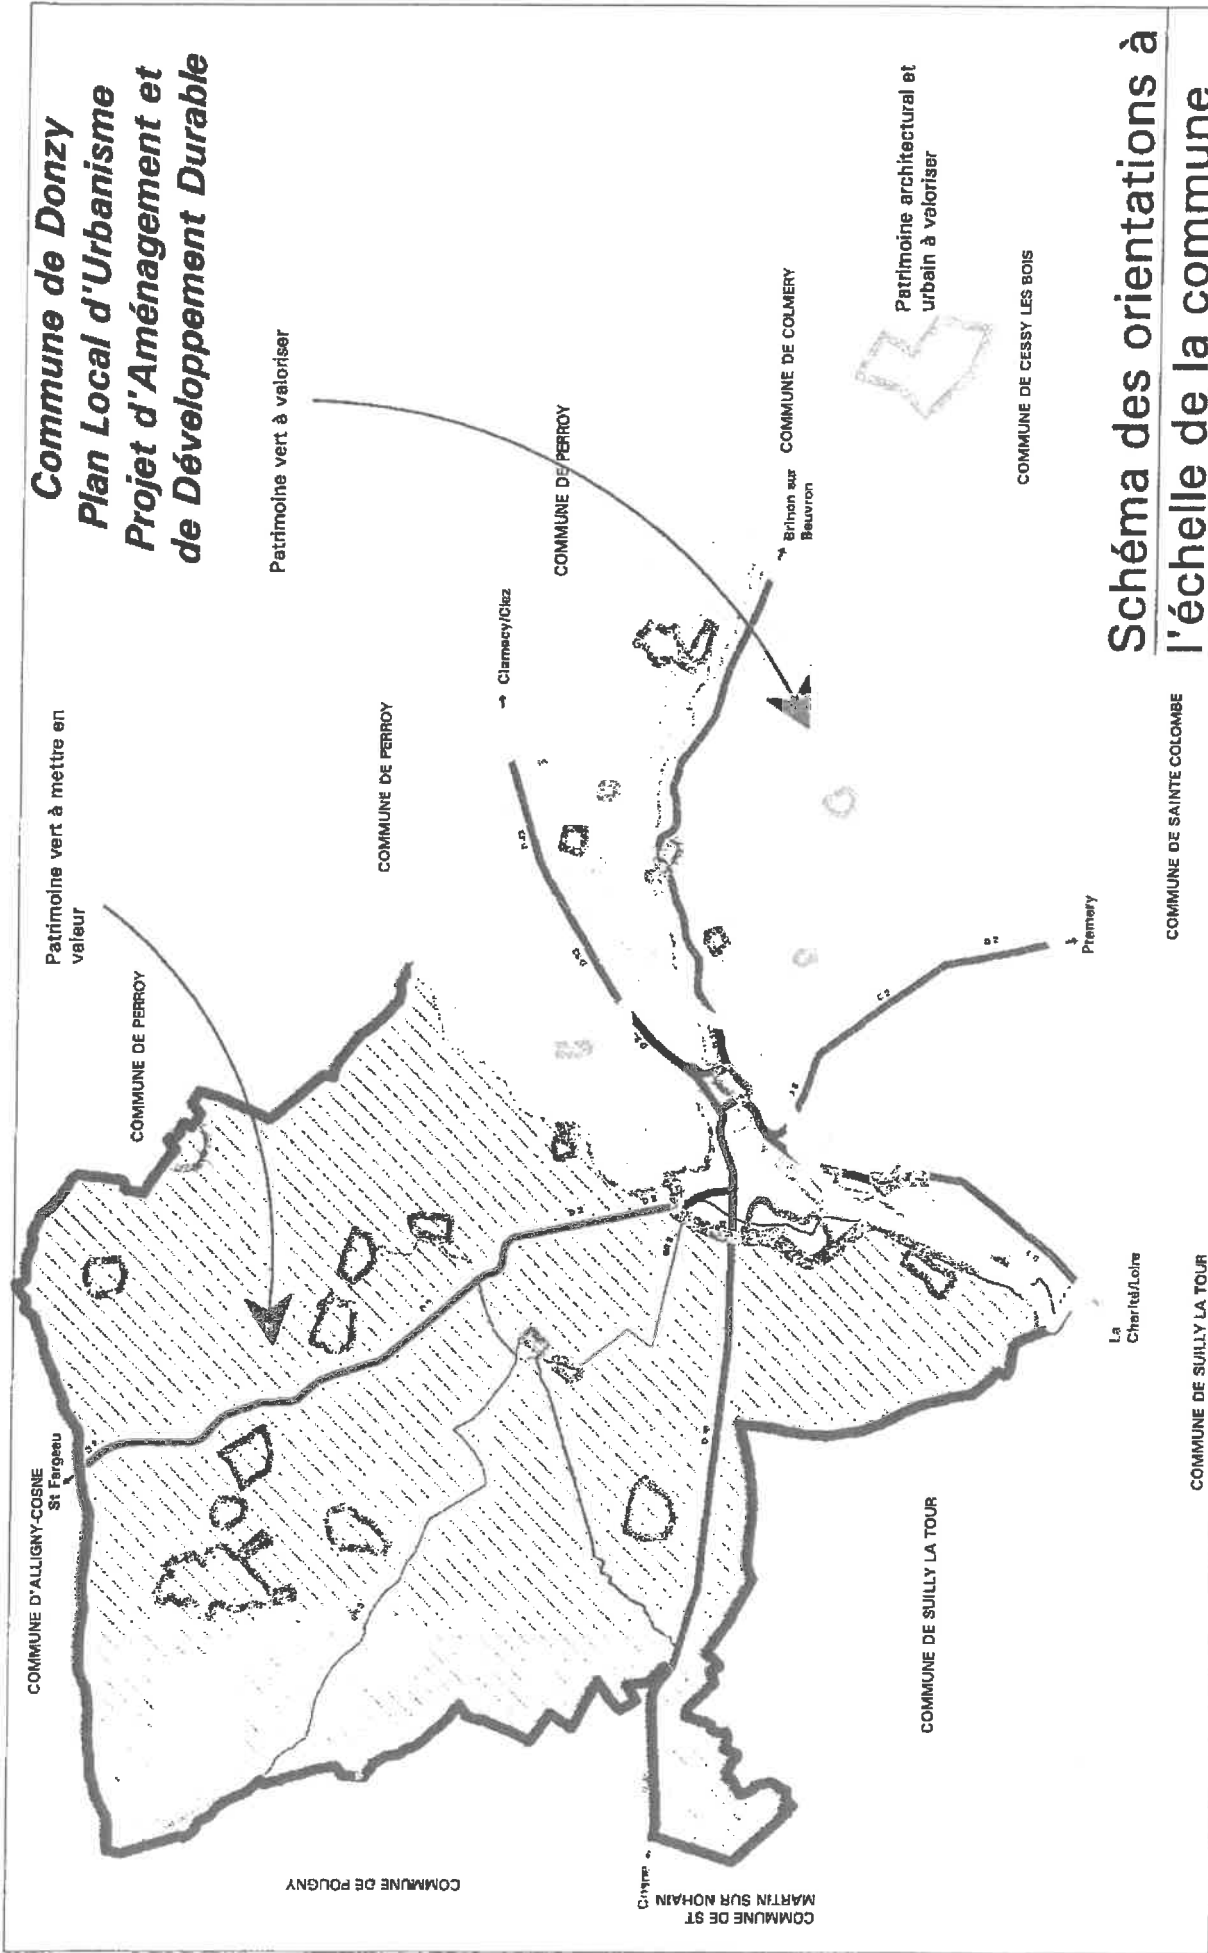 Commune de Donzy
Plan Local d'Urbanisme
Projet d'Aménagement et
de Développement Durable
Patrimoine vert à mettre en
valeur
Patrimoine vert à valoriser
COMMUNE D'ALLIGNY-COSNE
St Fargeau
COMMUNE DE PERROY
COMMUNE DE PERROY
COMMUNE DE PERROY
Clamecy/Ciez
Brinon sur
Beuvron
COMMUNE DE COLMERY
Patrimoine architectural et
urbain à valoriser
COMMUNE DE CESSY LES BOIS
COMMUNE DE POUGNY
COMMUNE DE ST
MARTIN SUR NOHAIN
COMMUNE DE SUILLY LA TOUR
COMMUNE DE SUILLY LA TOUR
La
Charité/Loire
Premery
COMMUNE DE SAINTE COLOMBE
D 2
D 2
Schéma des orientations à
l'échelle de la commune